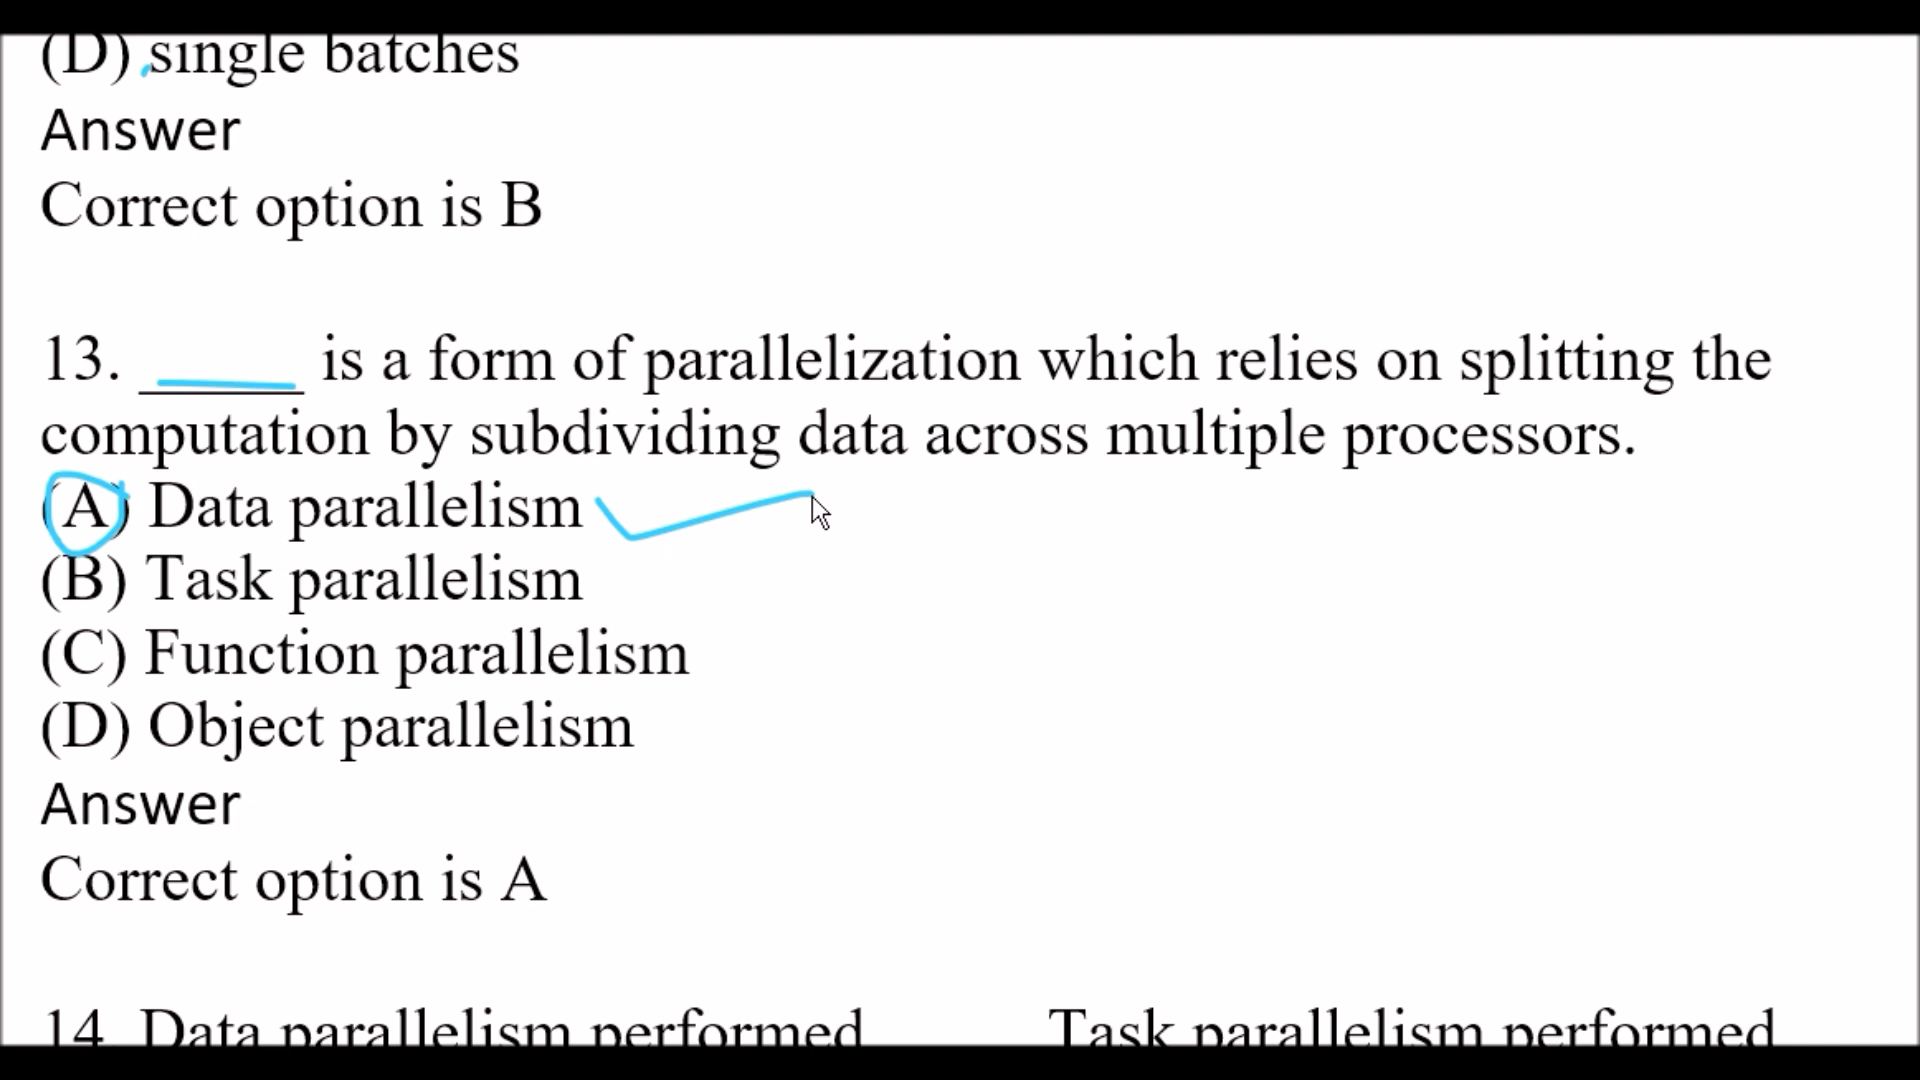 (D) single batches
Answer
Correct option is B
13. _____ is a form of parallelization which relies on splitting the
computation by subdividing data across multiple processors.
(A) Data parallelism
(B) Task parallelism
(C) Function parallelism
(D) Object parallelism
Answer
Correct option is A
14. Data parallelism performed _____ Task parallelism performed